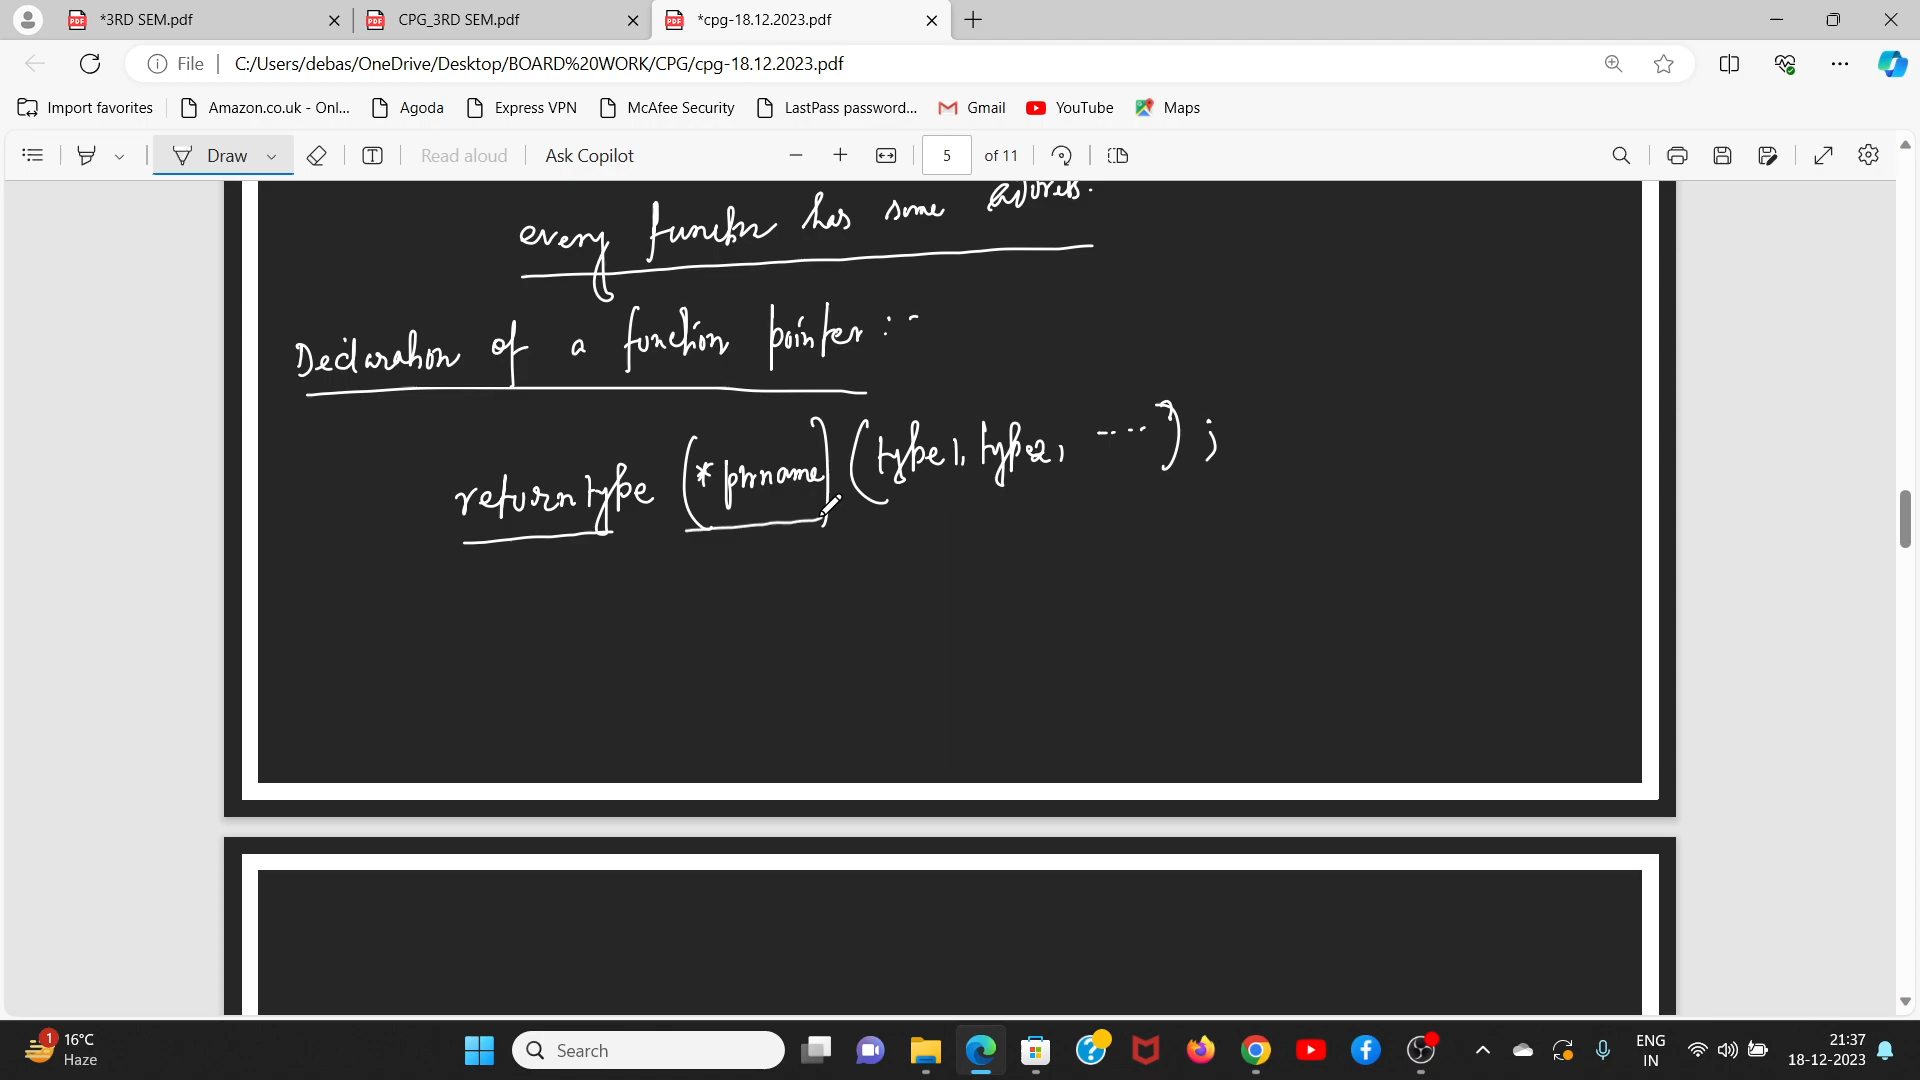 *3RD SEM.pdf
CPG_3RD SEM.pdf
*cpg-18.12.2023.pdf
File
C:/Users/debas/OneDrive/Desktop/BOARD%20WORK/CPG/cpg-18.12.2023.pdf
Import favorites
Amazon.co.uk - Onl...
Agoda
Express VPN
McAfee Security
LastPass password...
Gmail
YouTube
Maps
Draw
Read aloud
Ask Copilot
5
of 11
every function has some address.
Declaration of a function pointer :-
returntype (*ptrname) (type1, type2, ....) ;
1
16°C
Haze
Search
ENG
IN
21:37
18-12-2023